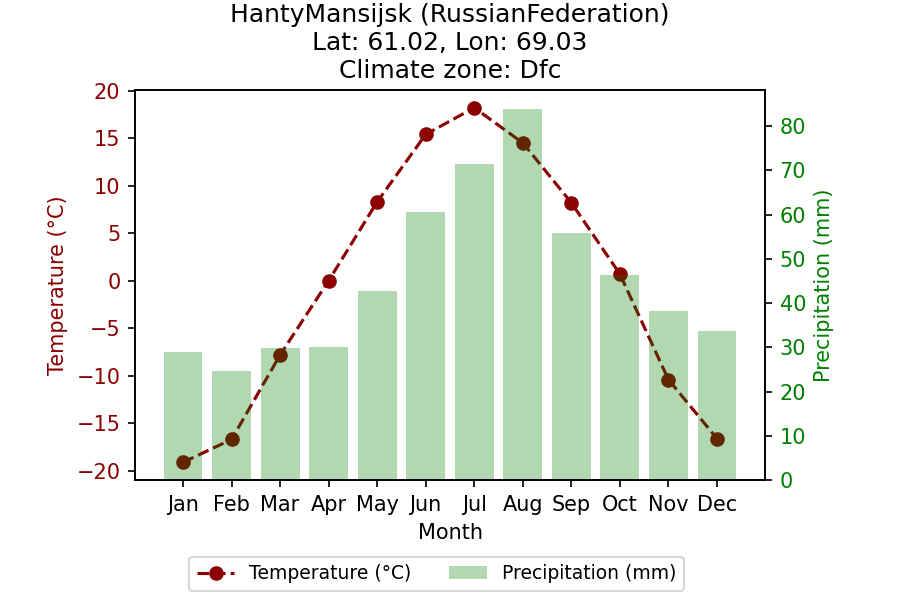 HantyMansijsk (RussianFederation)
Lat: 61.02, Lon: 69.03
Climate zone: Dfc
20
15
10
5
0
−5
−10
−15
−20
Temperature (°C)
80
70
60
50
40
30
20
10
0
Precipitation (mm)
Jan Feb Mar Apr May Jun Jul Aug Sep Oct Nov Dec
Month
Temperature (°C) Precipitation (mm)